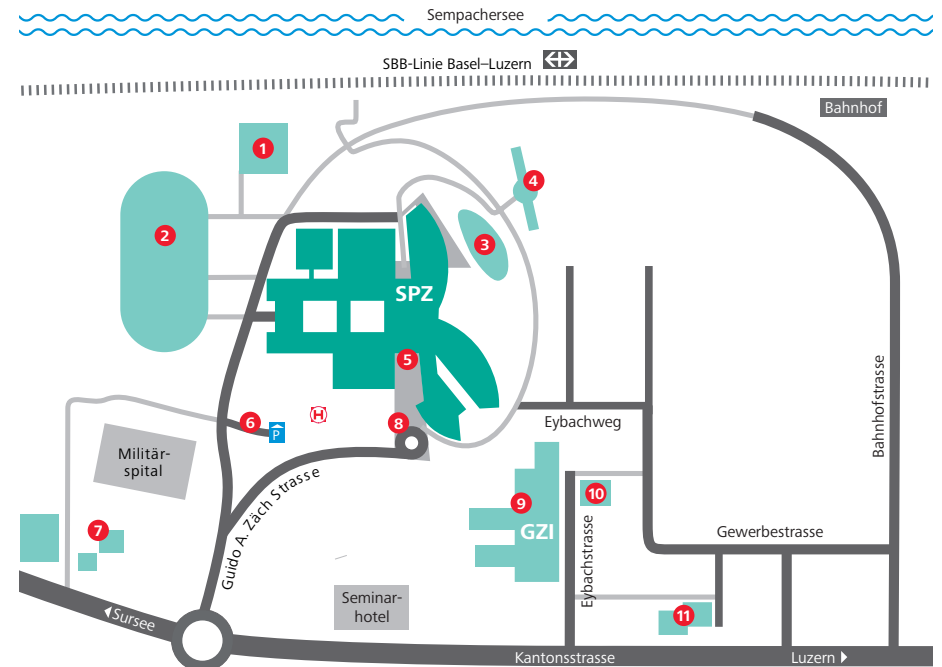 Sempachersee
SBB-Linie Basel–Luzern
Bahnhof
1
4
2
3
SPZ
5
6
P
H
8
Eybachweg
Bahnhofstrasse
Militär-
spital
Guido A. Zäch Strasse
9
GZI
10
7
Eybachstrasse
Gewerbestrasse
Seminar-
hotel
11
Sursee
Kantonsstrasse
Luzern